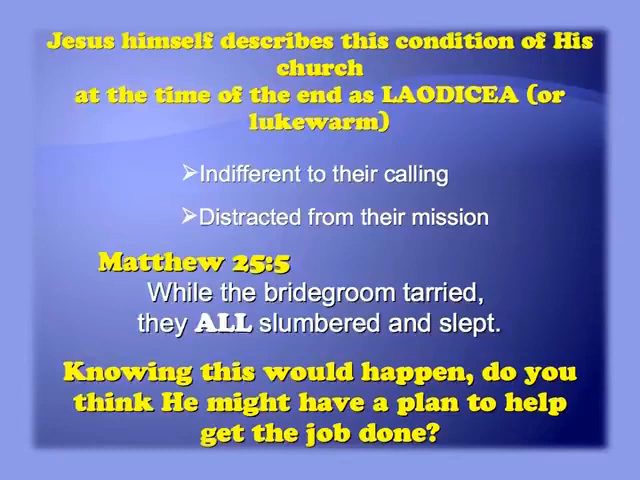 Jesus himself describes this condition of His
church
at the time of the end as LAODICEA (or
lukewarm)
➢Indifferent to their calling
➢Distracted from their mission
Matthew 25:5
While the bridegroom tarried,
they ALL slumbered and slept.
Knowing this would happen, do you
think He might have a plan to help
get the job done?